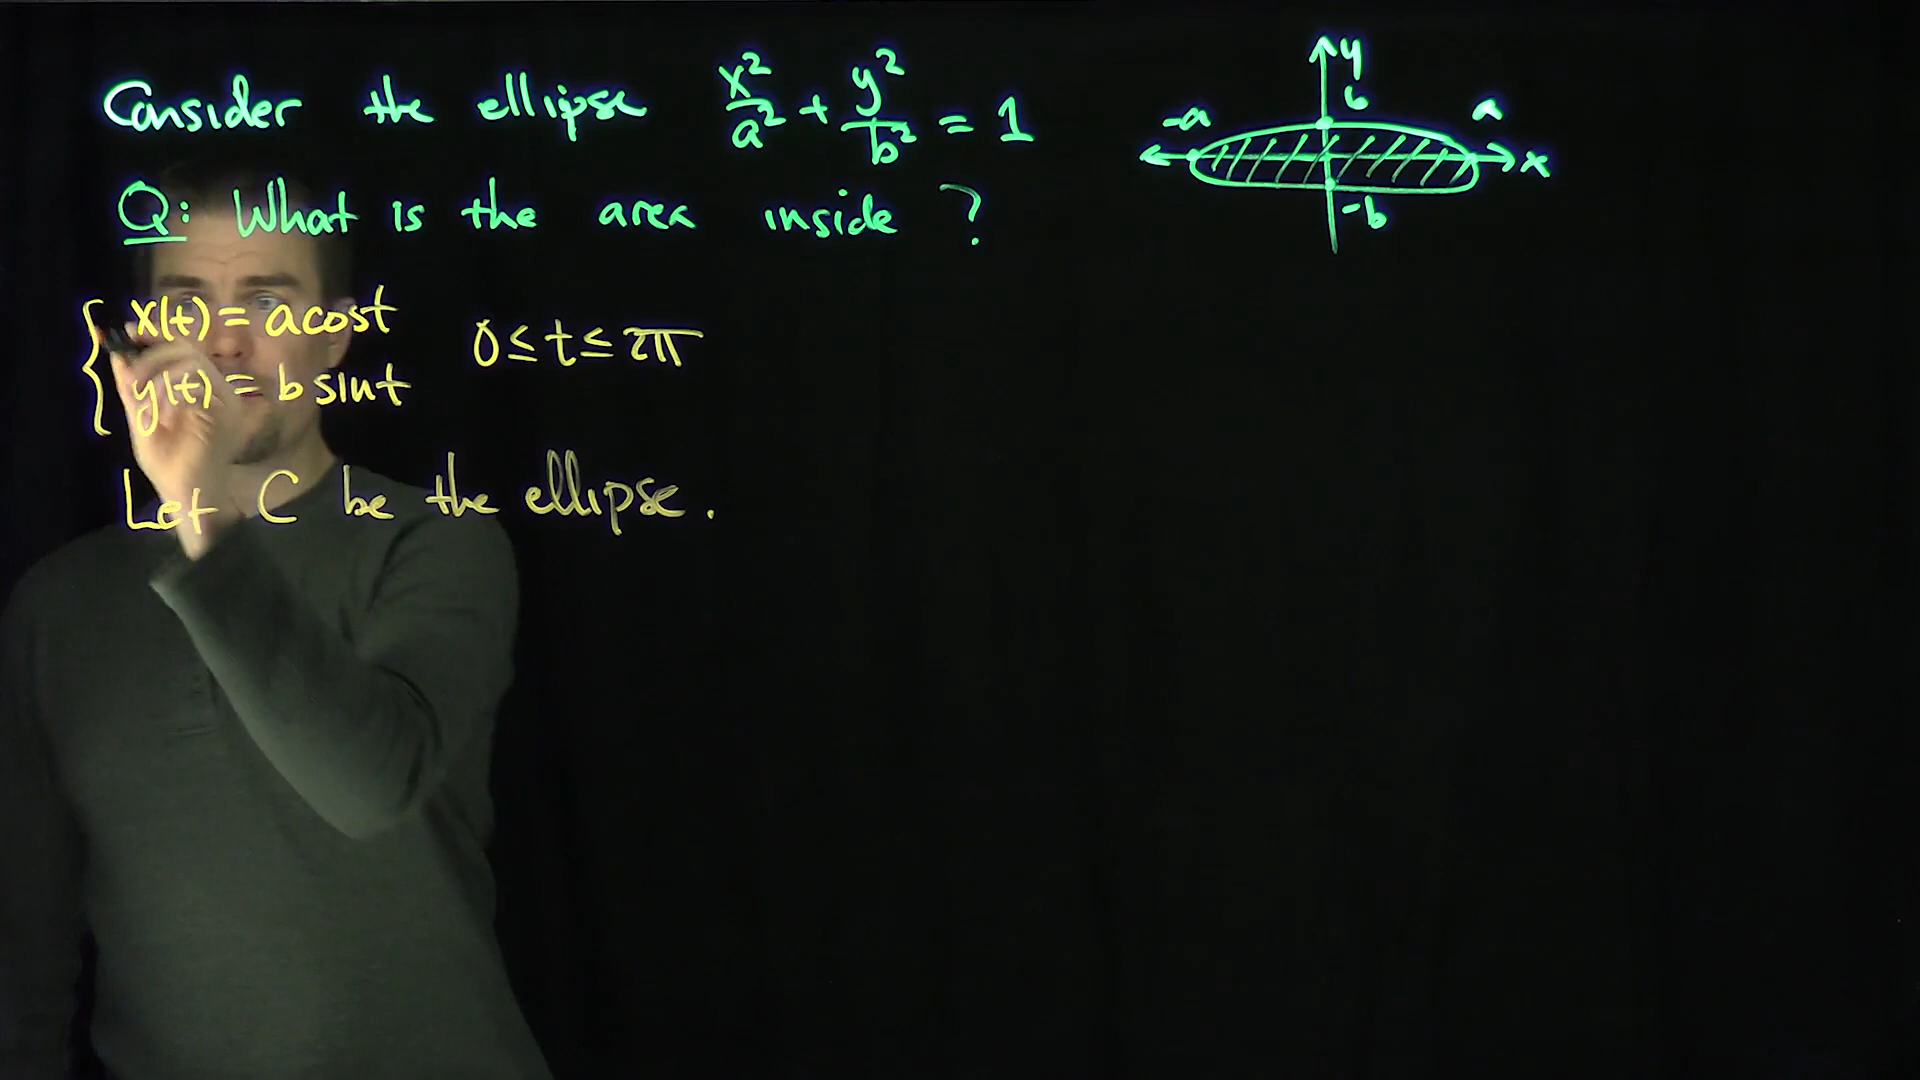 Consider the ellipse x²/a² + y²/b² = 1
Q: What is the area inside ?
y
b
-a
a
x
-b
x(t) = a cos t
y(t) = b sin t
0 ≤ t ≤ 2π
Let C be the ellipse.